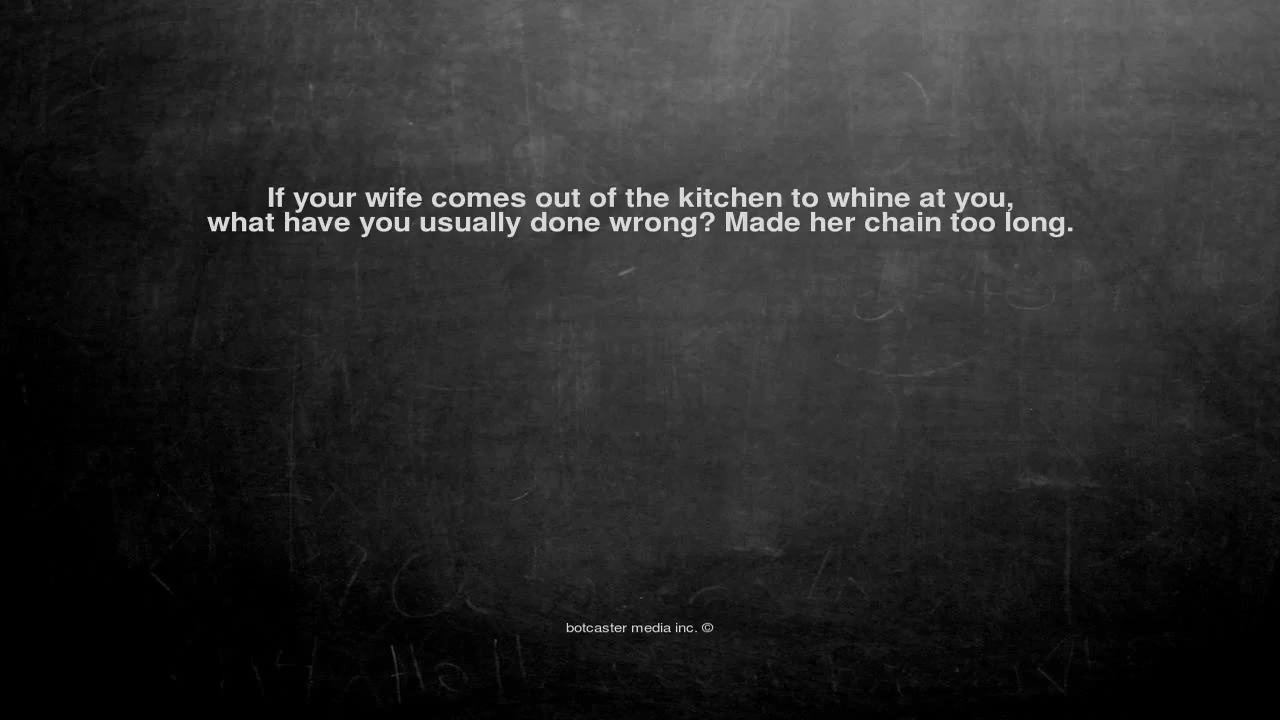 If your wife comes out of the kitchen to whine at you,
what have you usually done wrong? Made her chain too long.
botcaster media inc. ©